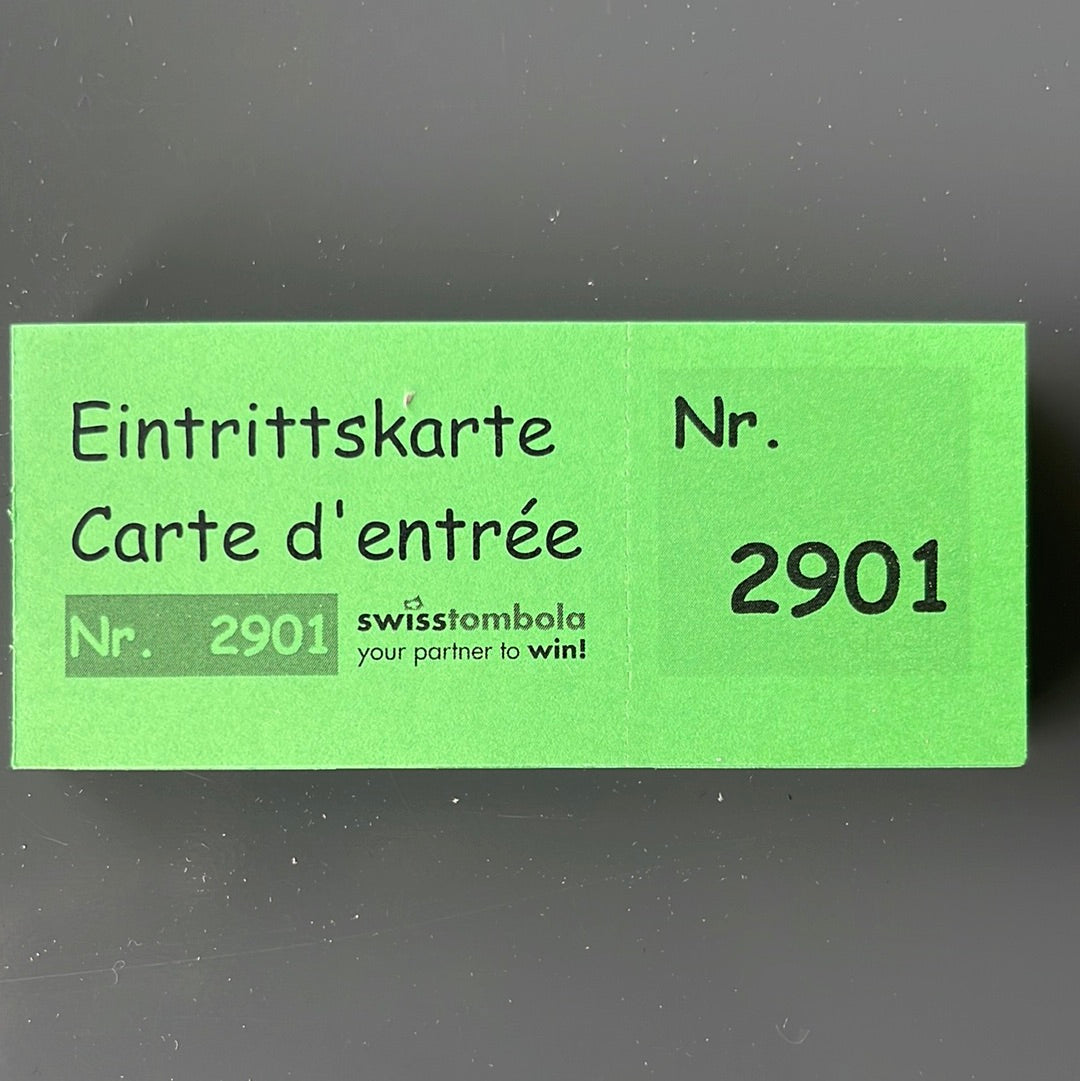 Eintrittskarte
Carte d'entrée
Nr. 2901
swisstombola
your partner to win!
Nr.
2901